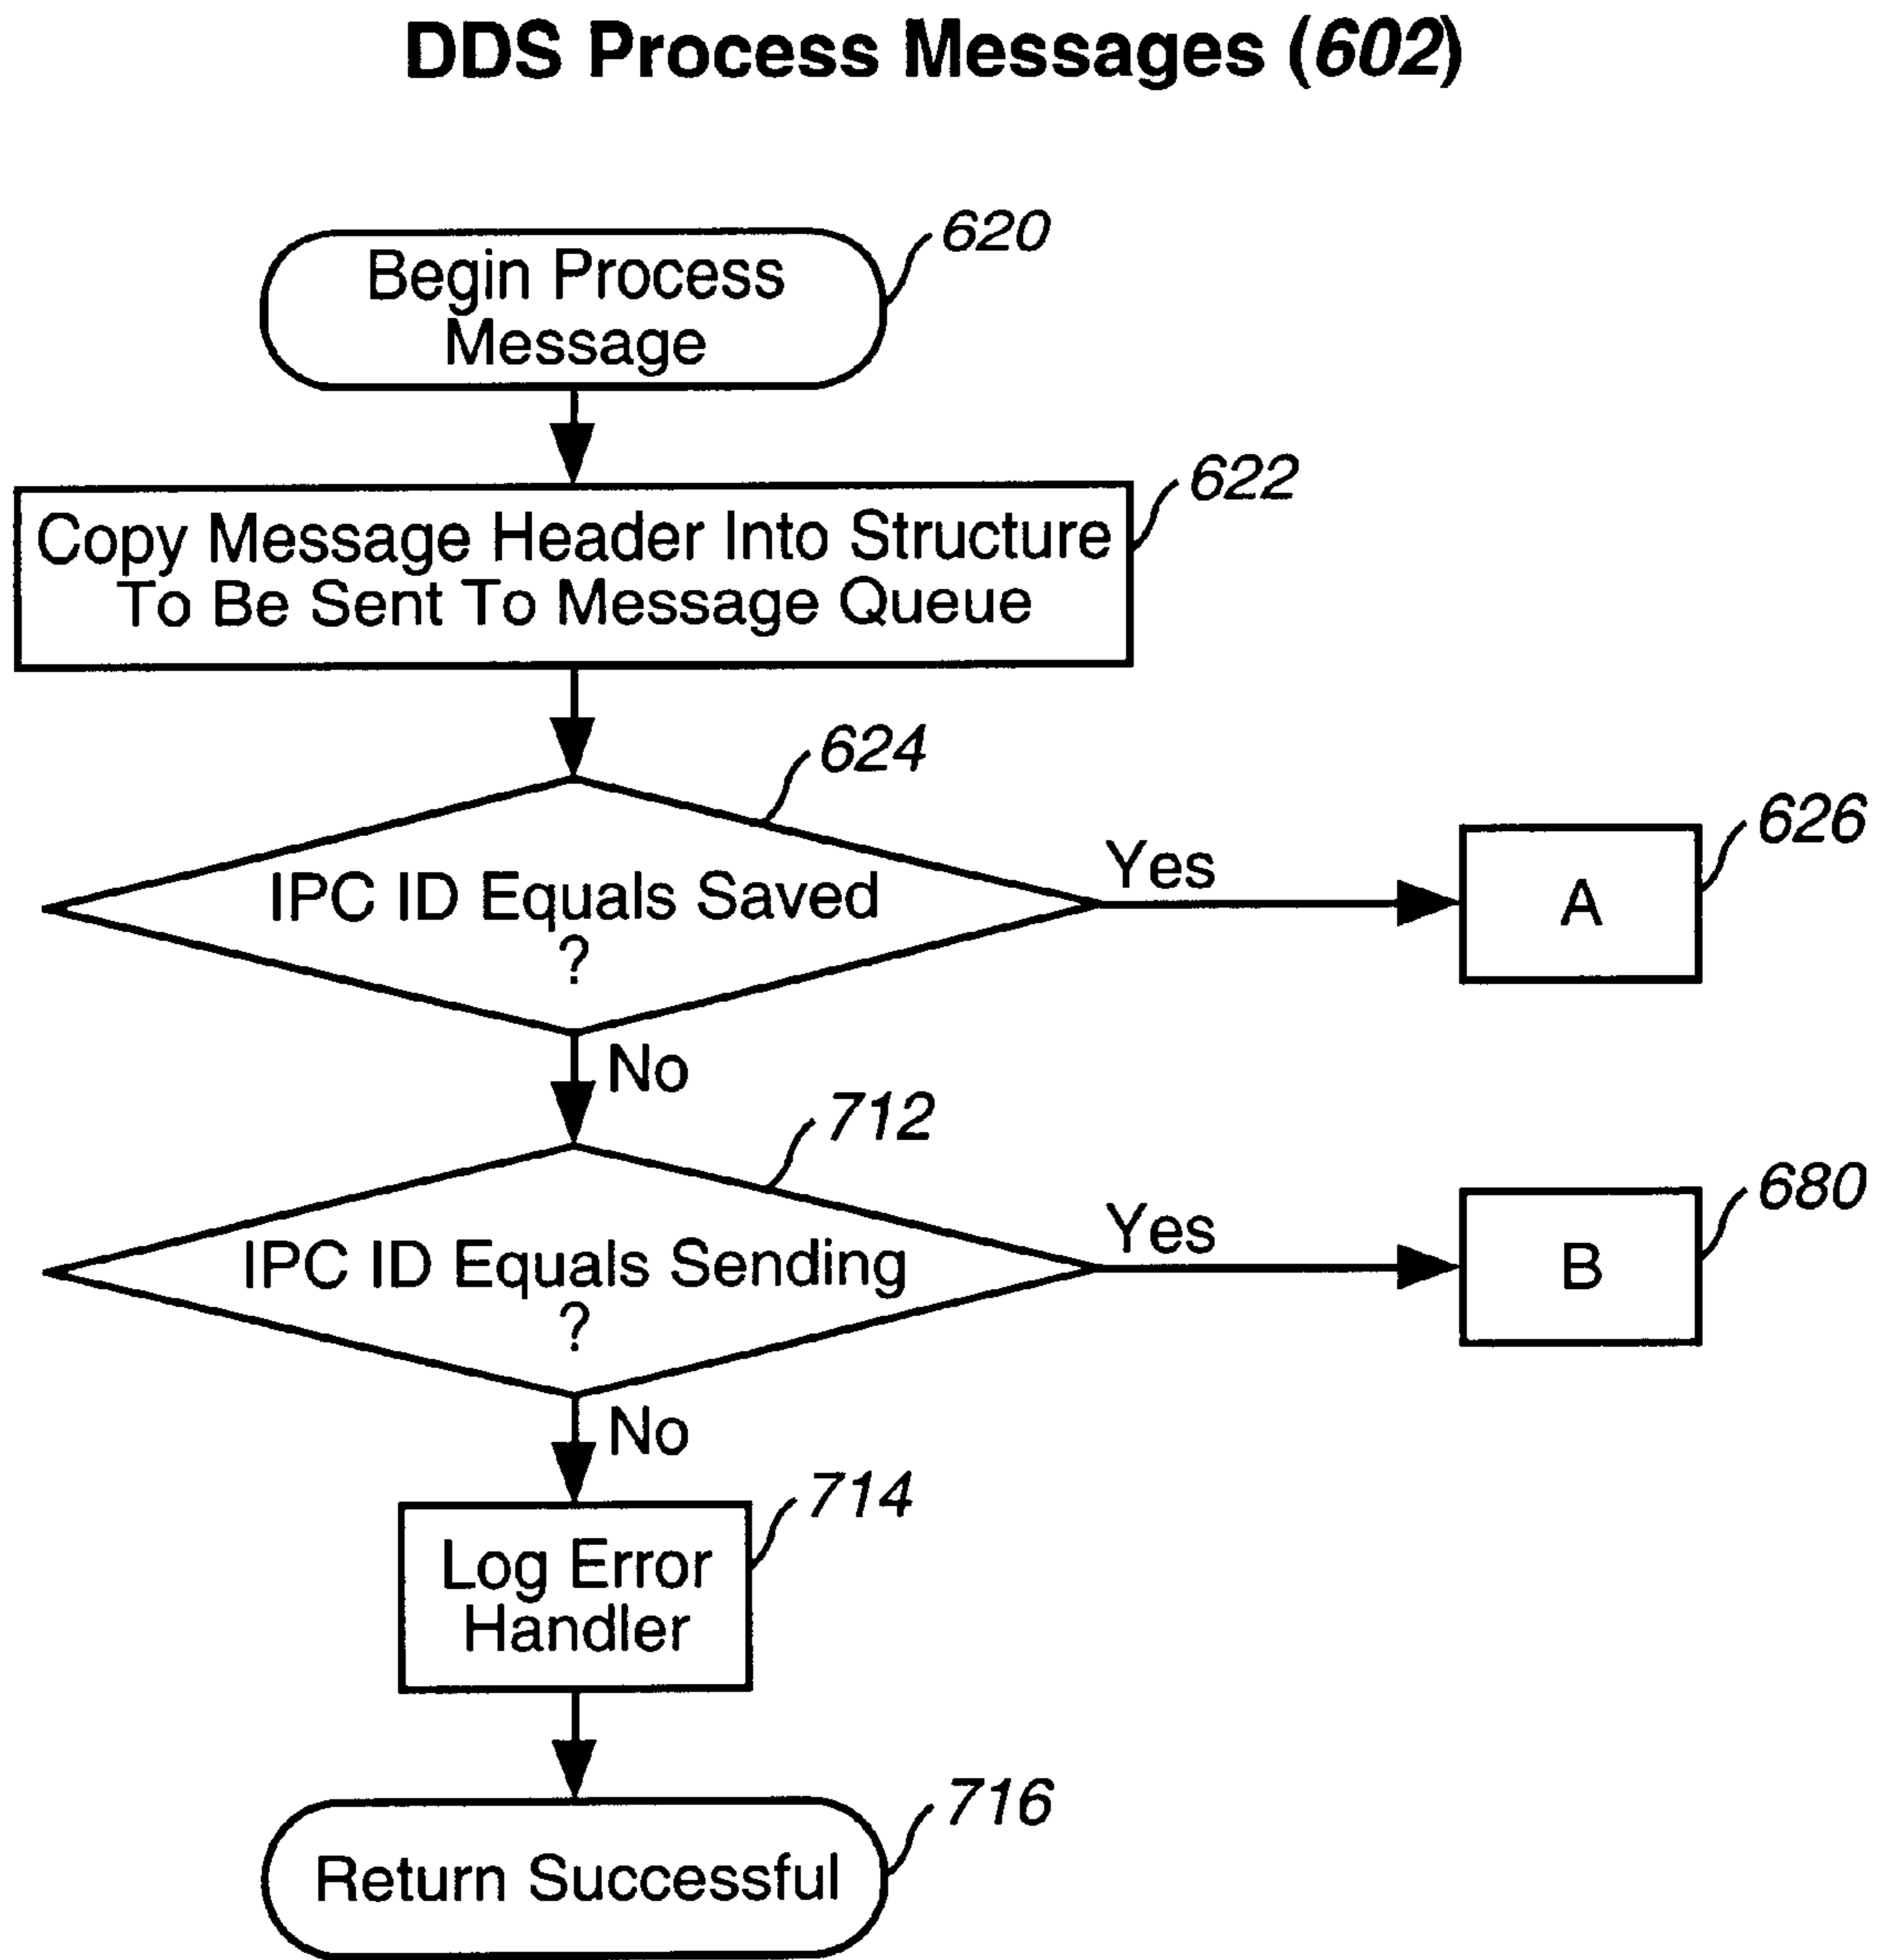 DDS Process Messages (602)
620
Begin Process
Message
622
Copy Message Header Into Structure
To Be Sent To Message Queue
624
626
IPC ID Equals Saved
?
Yes
A
No
712
680
IPC ID Equals Sending
?
Yes
B
No
714
Log Error
Handler
716
Return Successful